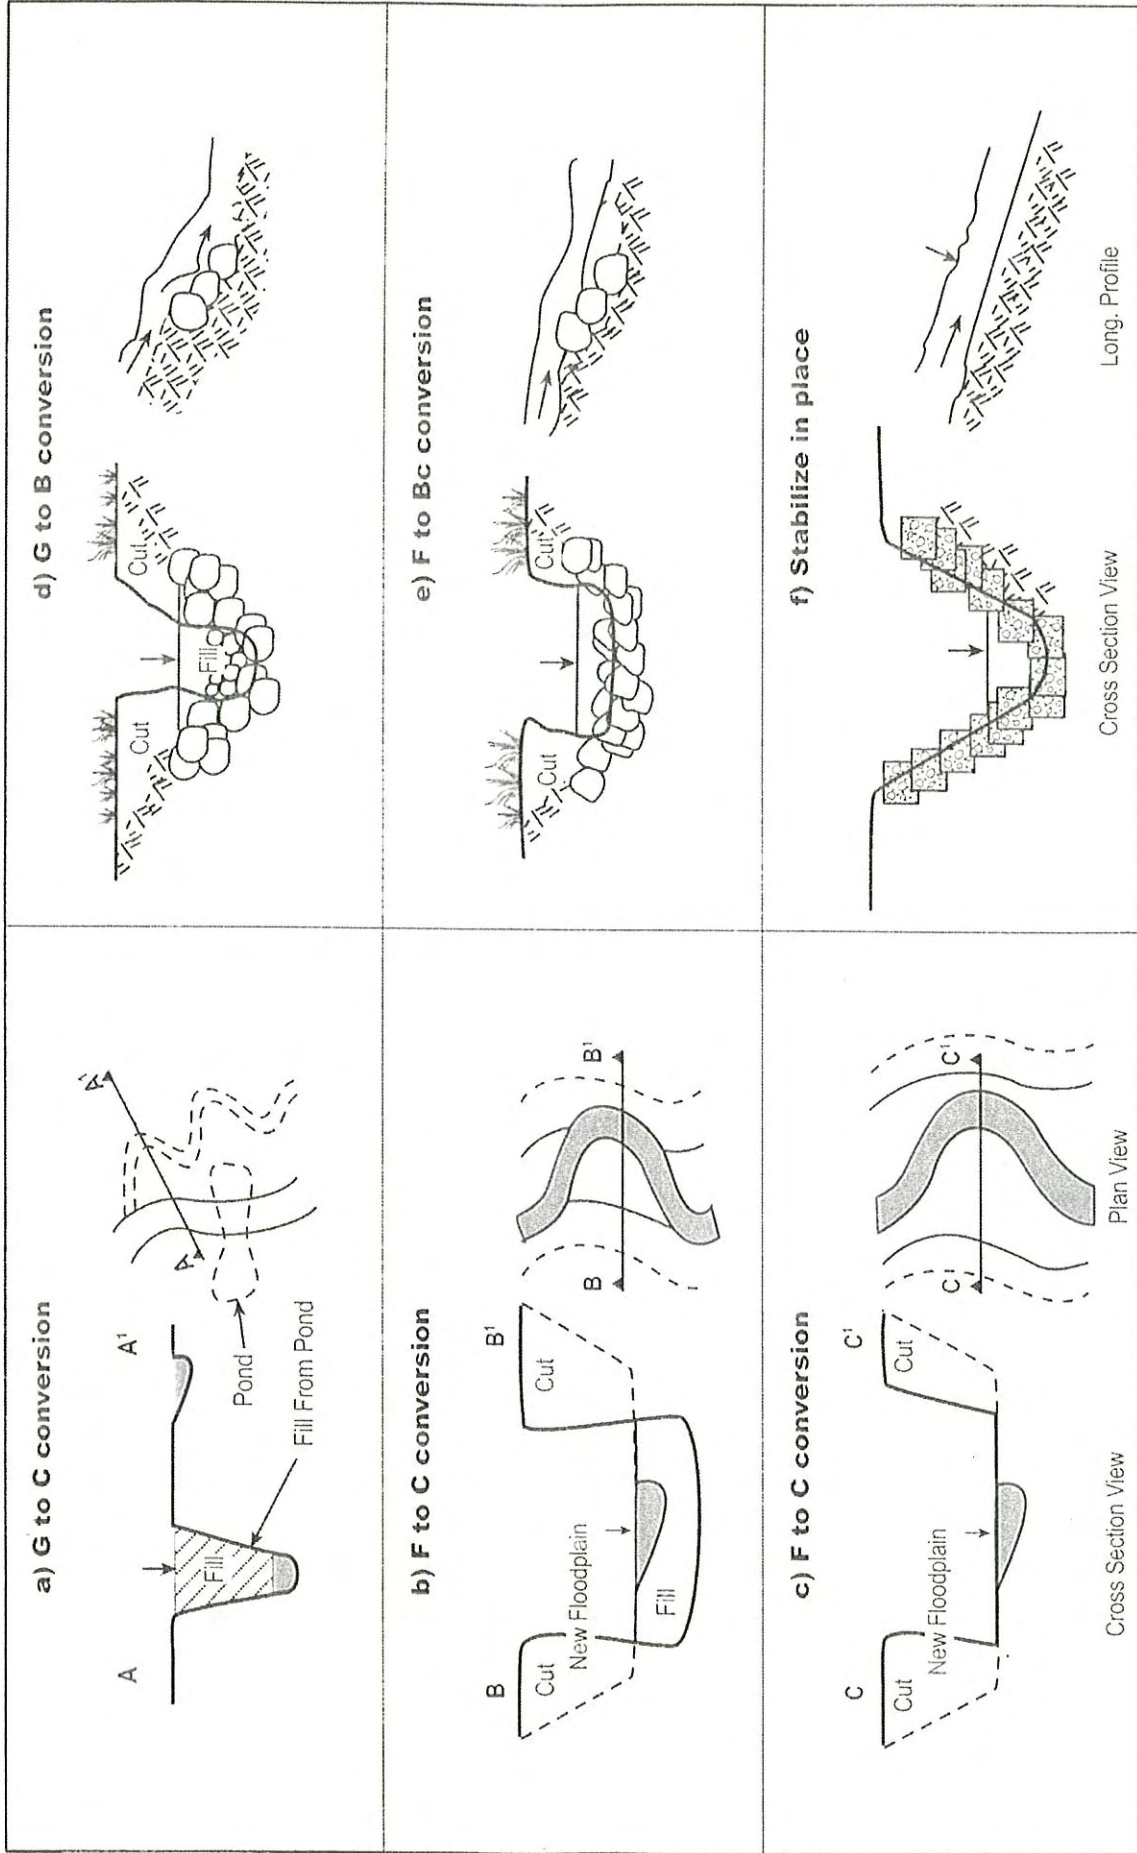 a) G to C conversion
A
A¹
Fill
Fill From Pond
Pond
A
A
b) F to C conversion
B
B¹
Cut
Cut
New Floodplain
Fill
B
B¹
c) F to C conversion
C
C¹
Cut
Cut
New Floodplain
C
C¹
Cross Section View
Plan View
d) G to B conversion
Cut
Cut
Fill
e) F to Bc conversion
Cut
Cut
f) Stabilize in place
Cross Section View
Long. Profile